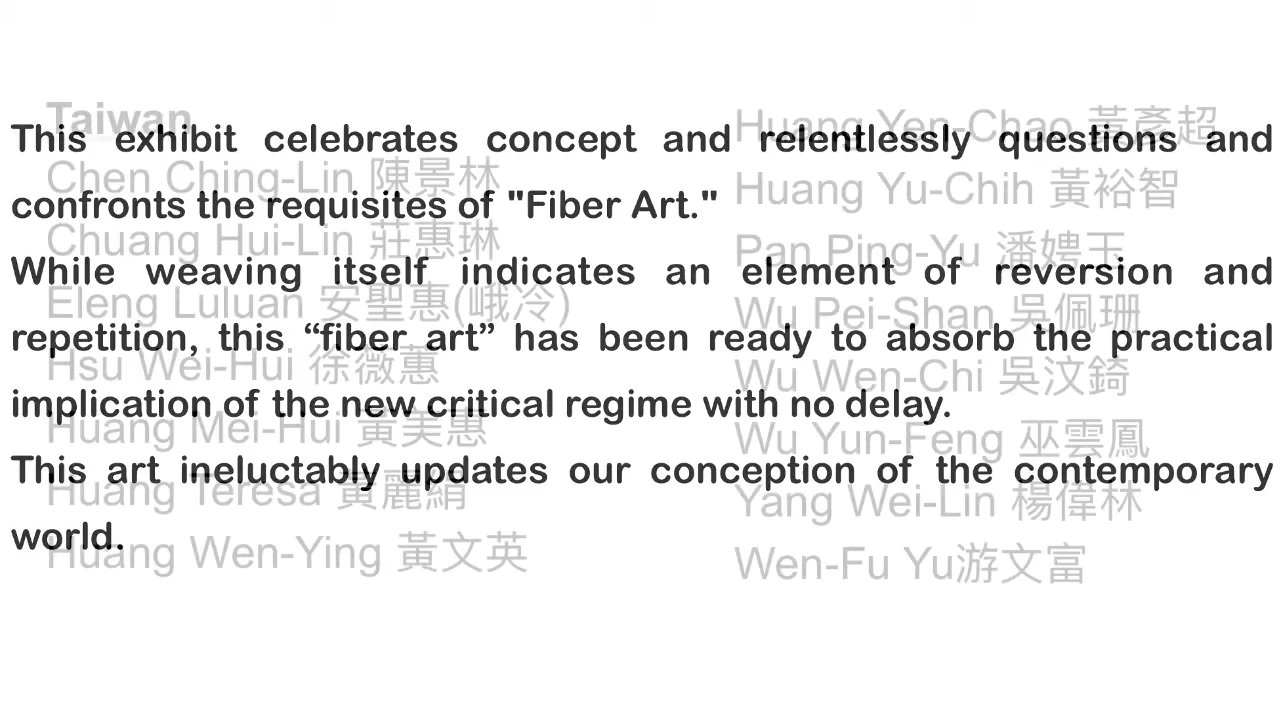 This exhibit celebrates concept and relentlessly questions and
confronts the requisites of "Fiber Art."
While weaving itself indicates an element of reversion and
repetition, this “fiber art” has been ready to absorb the practical
implication of the new critical regime with no delay.
This art ineluctably updates our conception of the contemporary
world.
Taiwan
Chen Ching-Lin 陳景林
Chuang Hui-Lin 莊惠琳
Eleng Luluan 安聖惠(峨冷)
Hsu Wei-Hui 徐薇蕙
Huang Mei-Hui 黃美惠
Huang Teresa 黃麗絹
Huang Wen-Ying 黃文英
Huang Yen-Chao 黃彥超
Huang Yu-Chih 黃裕智
Pan Ping-Yu 潘娉玉
Wu Pei-Shan 吳佩珊
Wu Wen-Chi 吳汶錡
Wu Yun-Feng 巫雲鳳
Yang Wei-Lin 楊偉林
Wen-Fu Yu游文富